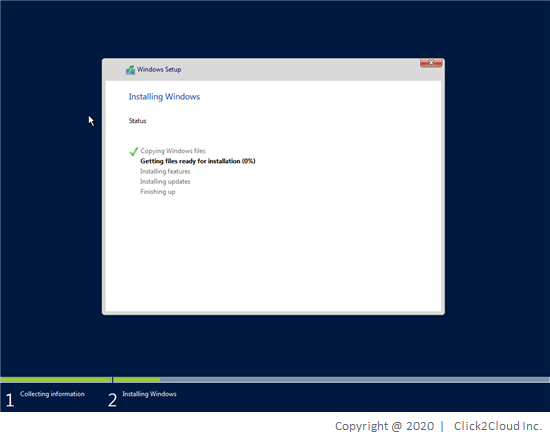 Windows Setup
Installing Windows
Status
Copying Windows files
Getting files ready for installation (0%)
Installing features
Installing updates
Finishing up
1 Collecting information
2 Installing Windows
Copyright @ 2020 | Click2Cloud Inc.